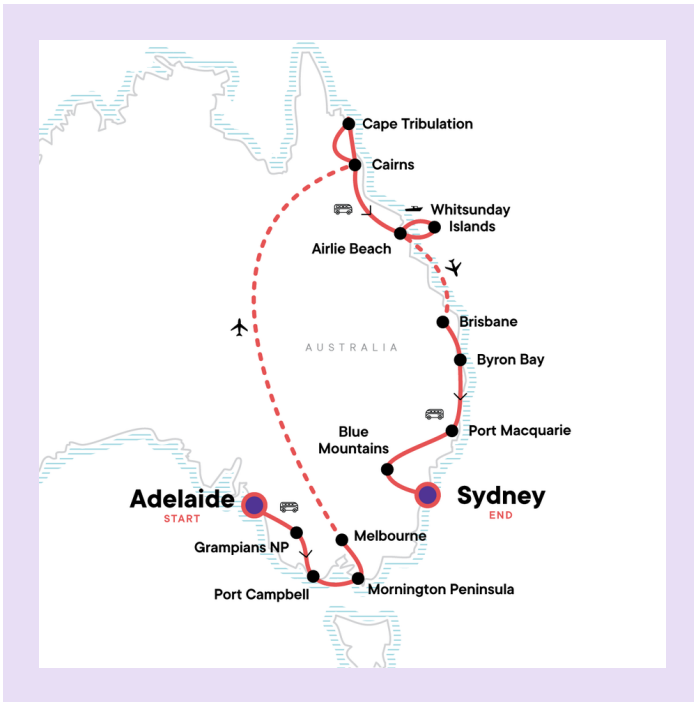 Cape Tribulation
Cairns
Whitsunday
Islands
Airlie Beach
Brisbane
AUSTRALIA
Byron Bay
Port Macquarie
Blue
Mountains
Adelaide
START
Sydney
END
Melbourne
Grampians NP
Port Campbell
Mornington Peninsula